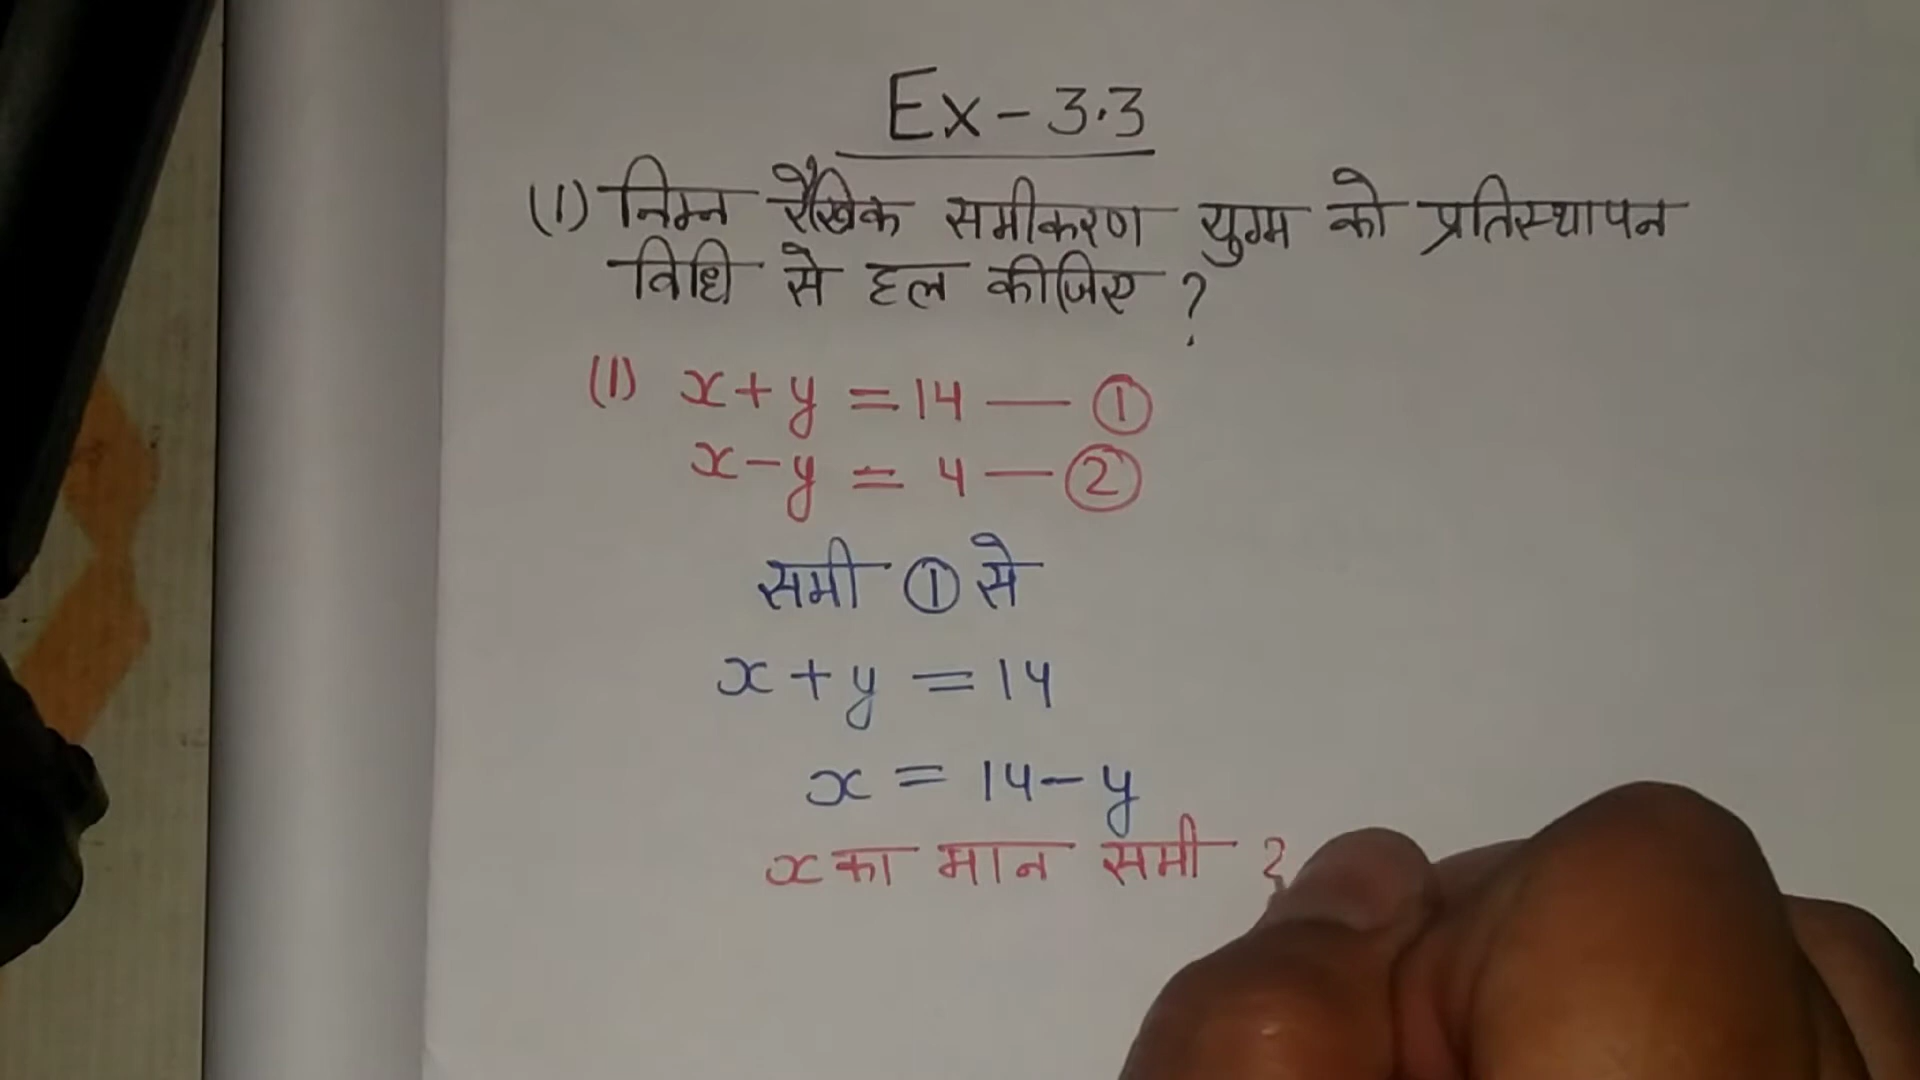 Ex-3.3
(1) निम्न रैखिक समीकरण युग्म को प्रतिस्थापन
विधि से हल कीजिए ?
(1) x+y = 14 — ①
x-y = 4 — ②
समी ① से
x+y = 14
x = 14-y
x का मान समी 2